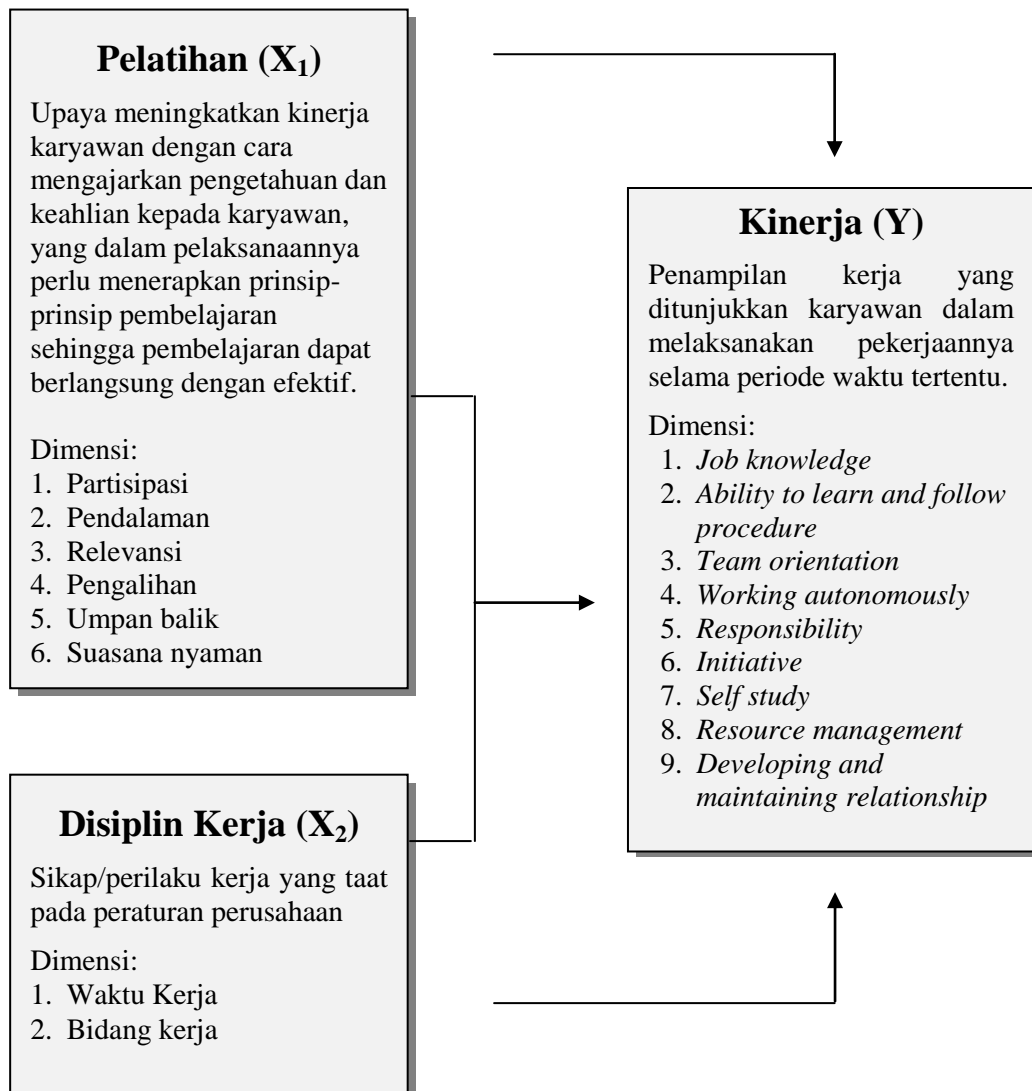 Pelatihan (X1)
Upaya meningkatkan kinerja
karyawan dengan cara
mengajarkan pengetahuan dan
keahlian kepada karyawan,
yang dalam pelaksanaannya
perlu menerapkan prinsip-
prinsip pembelajaran
sehingga pembelajaran dapat
berlangsung dengan efektif.
Dimensi:
1. Partisipasi
2. Pendalaman
3. Relevansi
4. Pengalihan
5. Umpan balik
6. Suasana nyaman
Disiplin Kerja (X2)
Sikap/perilaku kerja yang taat
pada peraturan perusahaan
Dimensi:
1. Waktu Kerja
2. Bidang kerja
Kinerja (Y)
Penampilan kerja yang
ditunjukkan karyawan dalam
melaksanakan pekerjaannya
selama periode waktu tertentu.
Dimensi:
1. Job knowledge
2. Ability to learn and follow
procedure
3. Team orientation
4. Working autonomously
5. Responsibility
6. Initiative
7. Self study
8. Resource management
9. Developing and
maintaining relationship